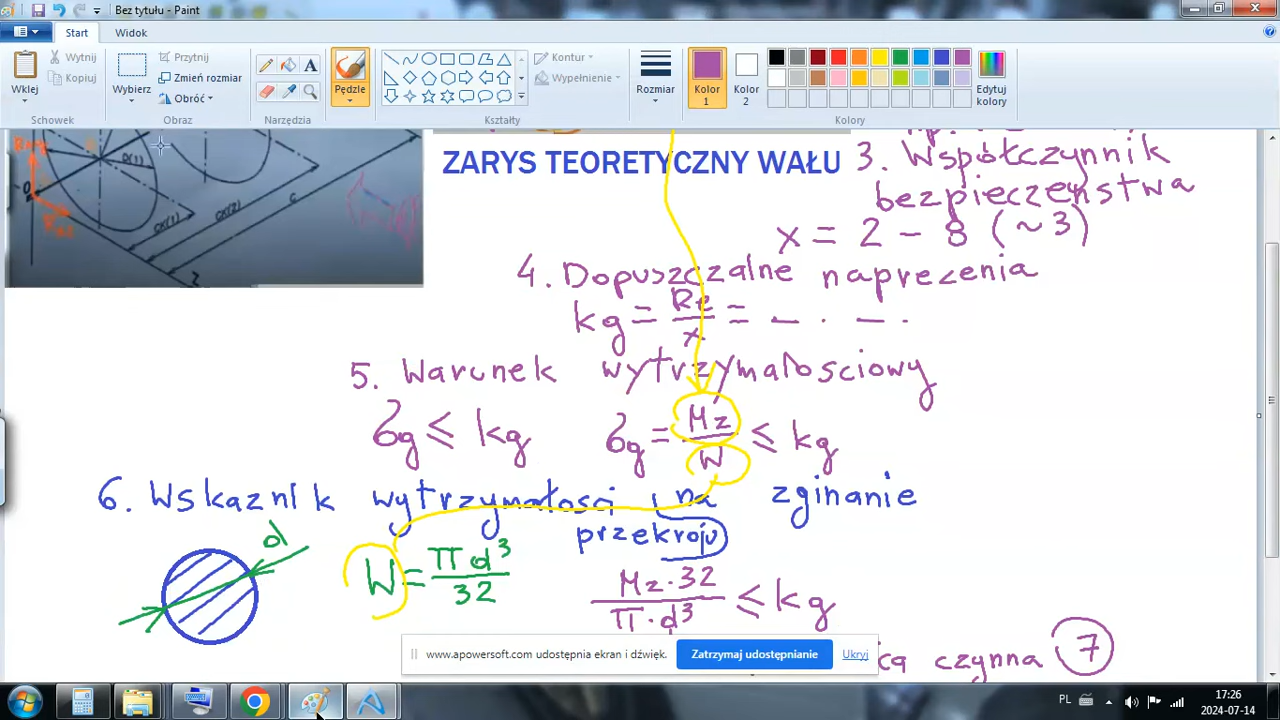 Bez tytułu - Paint
Start
Widok
Wklej
Wytnij
Kopiuj
Schowek
Wybierz
Przytnij
Zmień rozmiar
Obróć
Obraz
Narzędzia
Pędzle
Kształty
Kontur
Wypełnienie
Rozmiar
Kolor 1
Kolor 2
Edytuj kolory
Kolory
ZARYS TEORETYCZNY WAŁU
3. Współczynnik
bezpieczenstwa
x = 2 - 8 (~3)
4. Dopuszczalne naprezenia
kg = Re/x = - . - .
5. Warunek wytrzymałosciowy
σg ≤ kg σg = Mz/W ≤ kg
6. Wskaznik wytrzymałosci na zginanie
przekroju
d
W = πd³/32
Mz·32/π·d³ ≤ kg
czynna 7
www.apowersoft.com udostępnia ekran i dźwięk.
Zatrzymaj udostępnianie
Ukryj
PL
17:26
2024-07-14